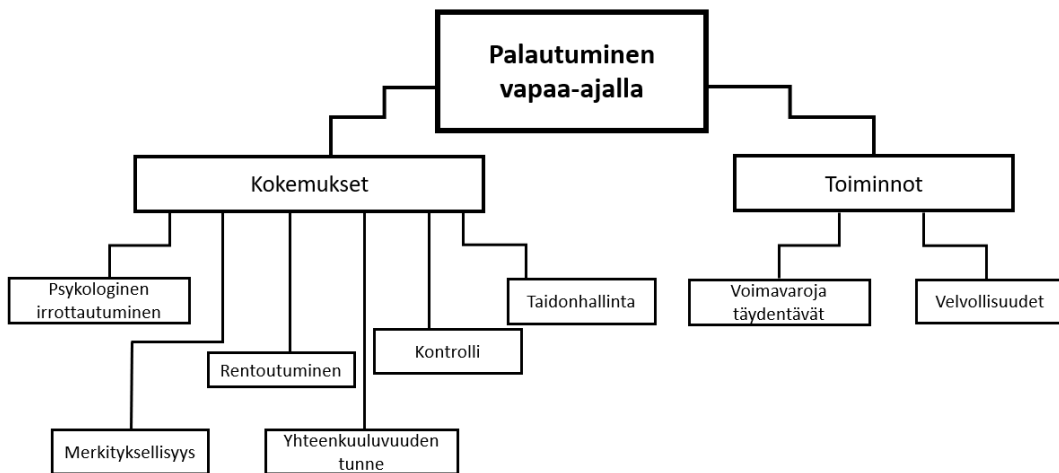 Palautuminen
vapaa-ajalla
Kokemukset
Toiminnot
Psykologinen
irrottautuminen
Taidonhallinta
Voimavaroja
täydentävät
Velvollisuudet
Kontrolli
Rentoutuminen
Merkityksellisyys
Yhteenkuuluvuuden
tunne